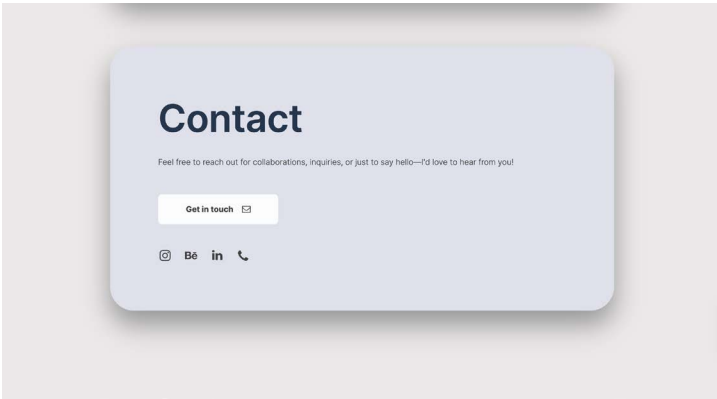 Contact
Feel free to reach out for collaborations, inquiries, or just to say hello—I'd love to hear from you!
Get in touch
Bē in